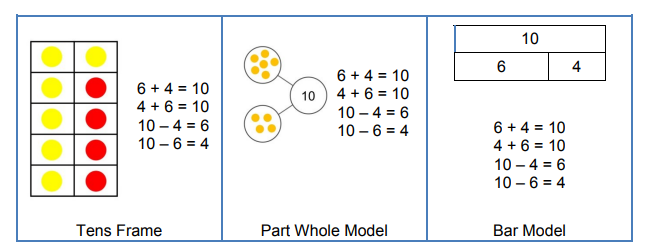 6 + 4 = 10
4 + 6 = 10
10 – 4 = 6
10 – 6 = 4
Tens Frame
10
6 + 4 = 10
4 + 6 = 10
10 – 4 = 6
10 – 6 = 4
Part Whole Model
10
6 4
6 + 4 = 10
4 + 6 = 10
10 – 4 = 6
10 – 6 = 4
Bar Model